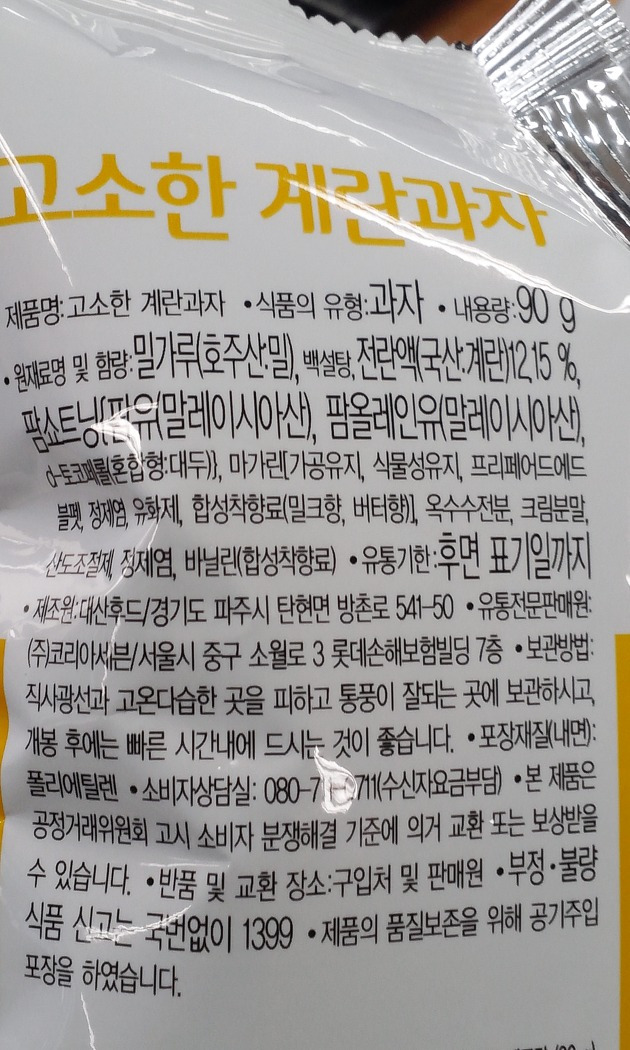 고소한 계란과자
제품명:고소한 계란과자 •식품의 유형:과자 •내용량:90 g
•원재료명 및 함량:밀가루(호주산:밀), 백설탕, 전란액(국산:계란)12.15 %,
팜쇼트닝{팜유(말레이시아산), 팜올레인유(말레이시아산),
d-토코페롤(혼합형:대두)}, 마가린[가공유지, 식물성유지, 프리페어드에드
블펫, 정제염, 유화제, 합성착향료(밀크향, 버터향)], 옥수수전분, 크림분말,
산도조절제, 정제염, 바닐린(합성착향료) •유통기한:후면 표기일까지
•제조원:대산후드/경기도 파주시 탄현면 방촌로 541-50 •유통전문판매원:
(주)코리아세븐/서울시 중구 소월로 3 롯데손해보험빌딩 7층 •보관방법:
직사광선과 고온다습한 곳을 피하고 통풍이 잘되는 곳에 보관하시고,
개봉 후에는 빠른 시간내에 드시는 것이 좋습니다. •포장재질(내면):
폴리에틸렌 •소비자상담실: (수신자요금부담) •본 제품은
공정거래위원회 고시 소비자 분쟁해결 기준에 의거 교환 또는 보상받을
수 있습니다. •반품 및 교환 장소:구입처 및 판매원 •부정·불량
식품 신고는 국번없이 1399 •제품의 품질보존을 위해 공기주입
포장을 하였습니다.